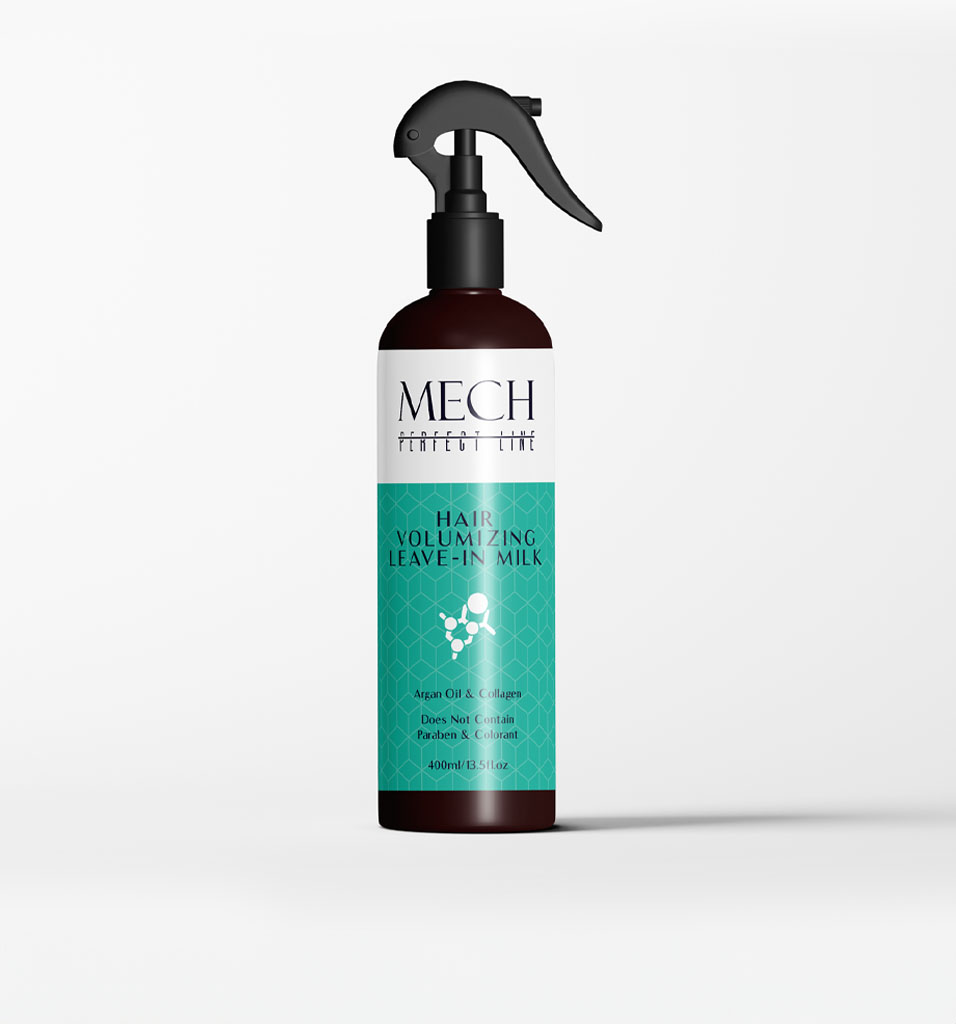 MECH
PERFECT LINE
HAIR
VOLUMIZING
LEAVE-IN MILK
Argan Oil & Collagen
Does Not Contain
Paraben & Colorant
400ml/13.5fl.oz